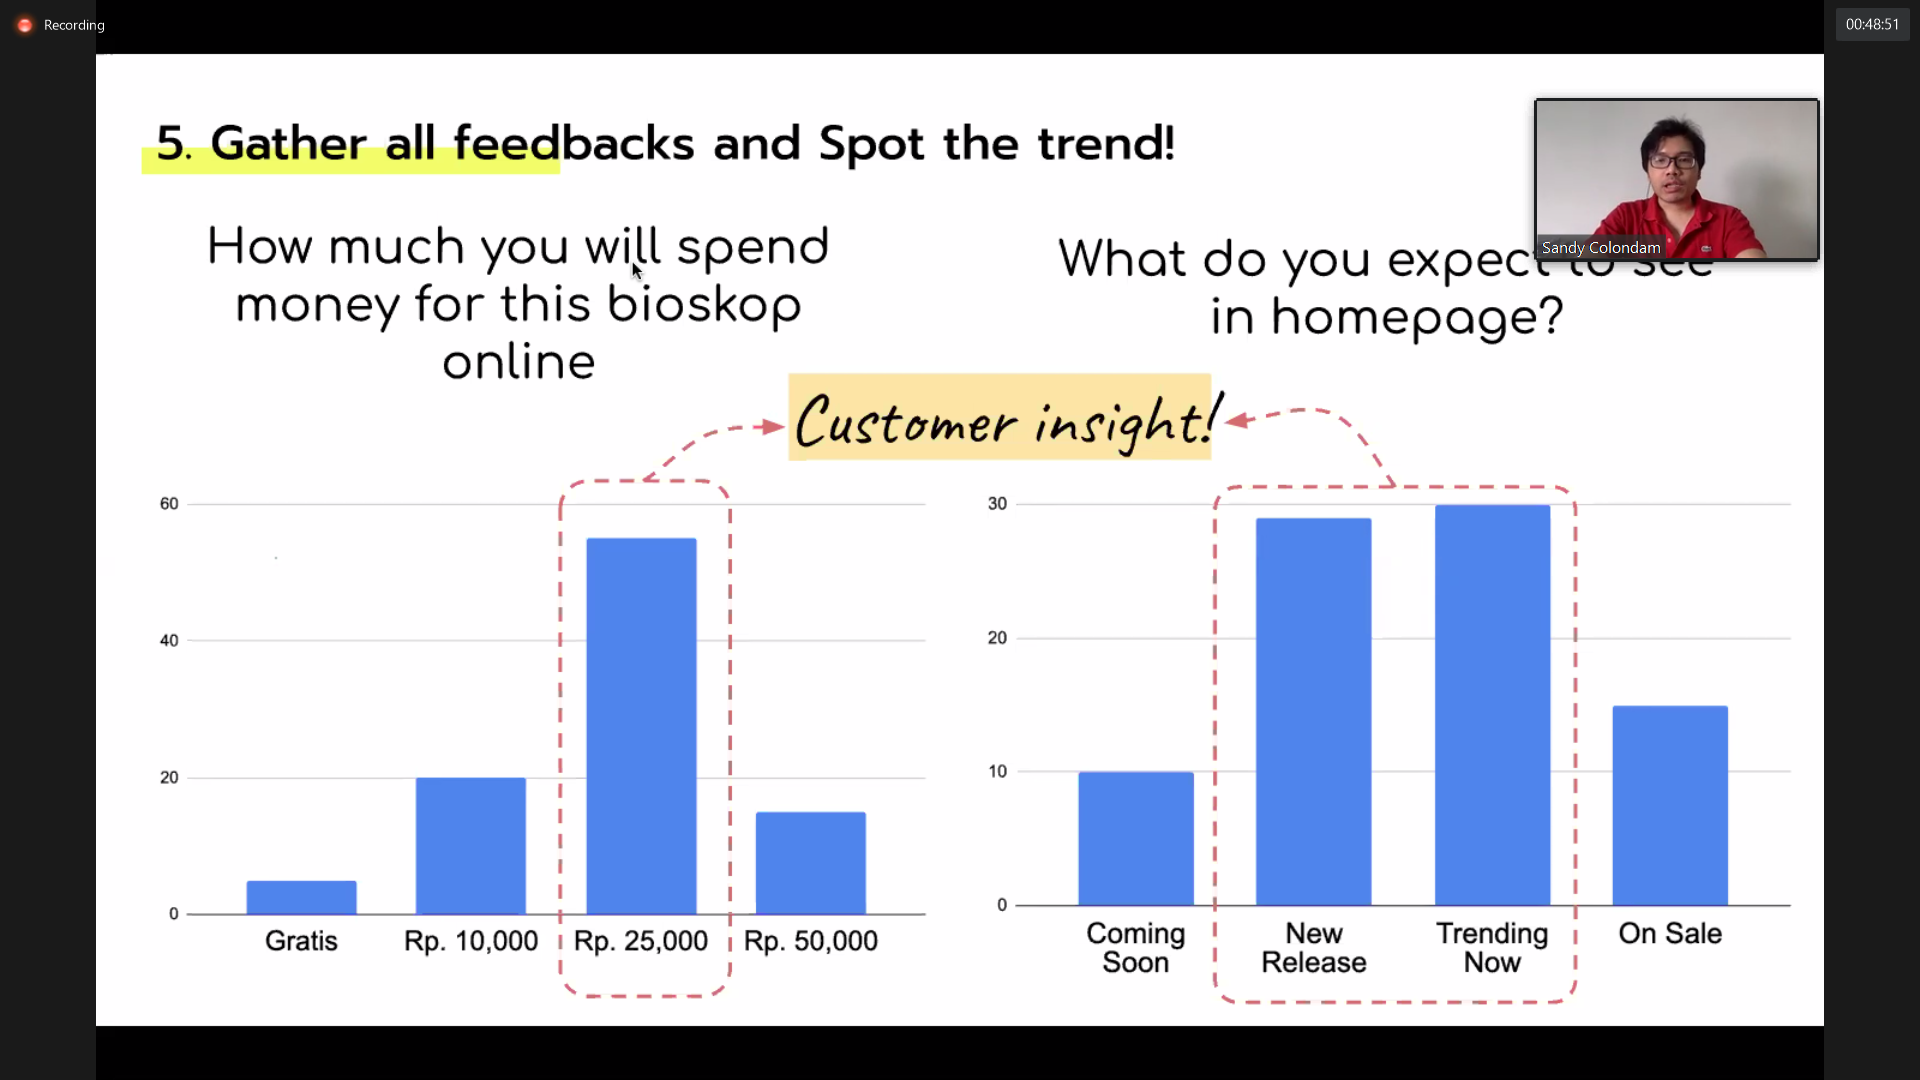 Recording
00:48:51
5. Gather all feedbacks and Spot the trend!
Sandy Colondam
How much you will spend
money for this bioskop
online
What do you expect to see
in homepage?
Customer insight!
60
40
20
0
Gratis
Rp. 10,000
Rp. 25,000
Rp. 50,000
30
20
10
0
Coming
Soon
New
Release
Trending
Now
On Sale